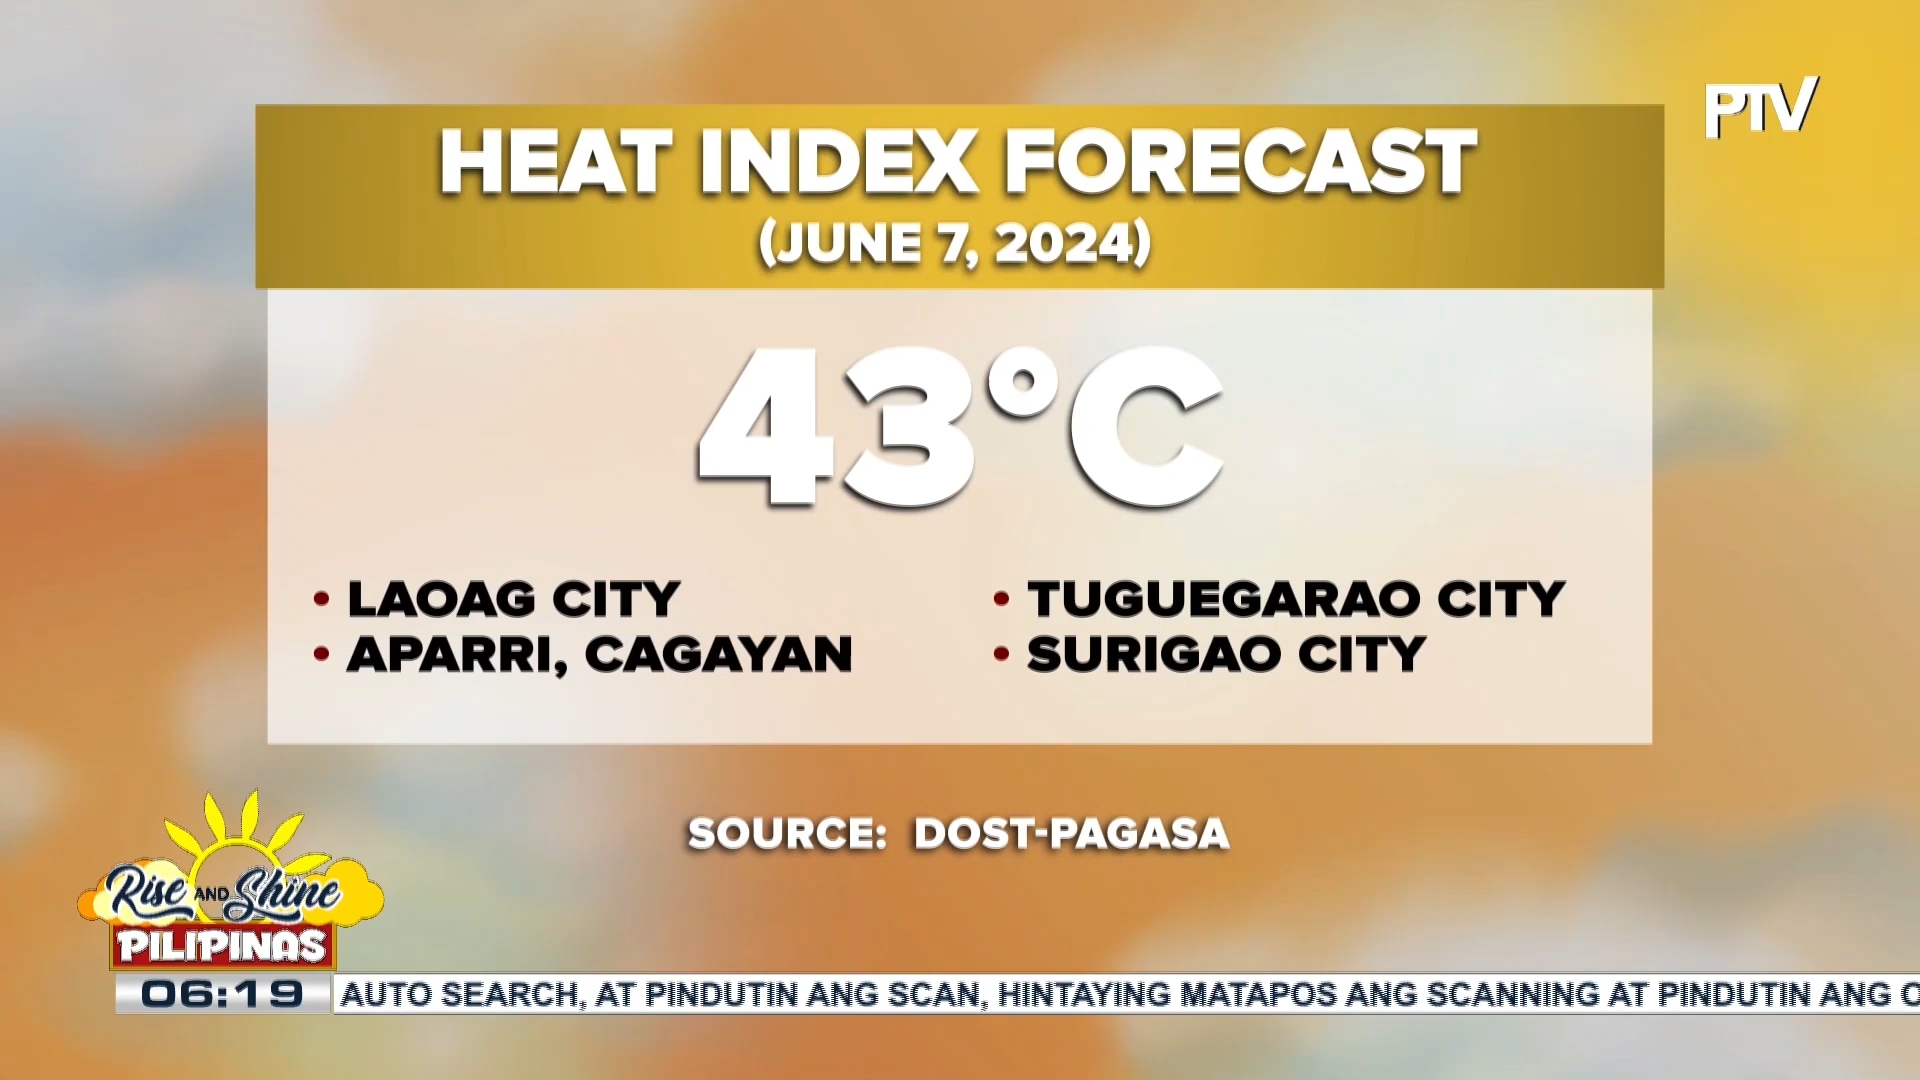 PTV
HEAT INDEX FORECAST
(JUNE 7, 2024)
43°C
• LAOAG CITY
• APARRI, CAGAYAN
• TUGUEGARAO CITY
• SURIGAO CITY
SOURCE: DOST-PAGASA
Rise AND Shine
PILIPINAS
06:19
AUTO SEARCH, AT PINDUTIN ANG SCAN, HINTAYING MATAPOS ANG SCANNING AT PINDUTIN ANG